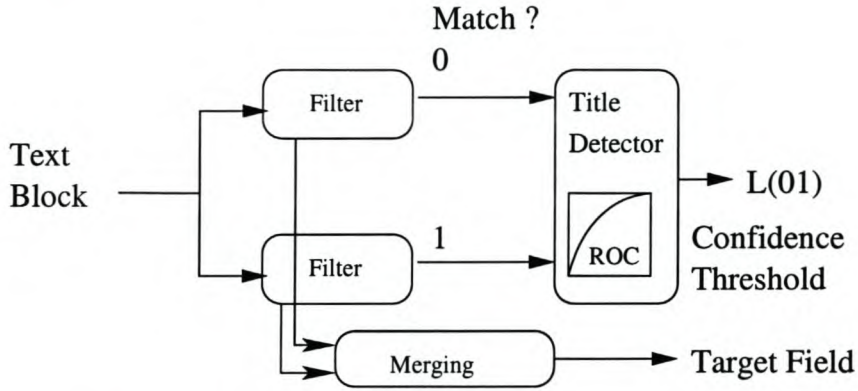 Match ?
0
Filter
Title
Detector
Text
Block
L(01)
1
Filter
ROC
Confidence
Threshold
Merging
Target Field